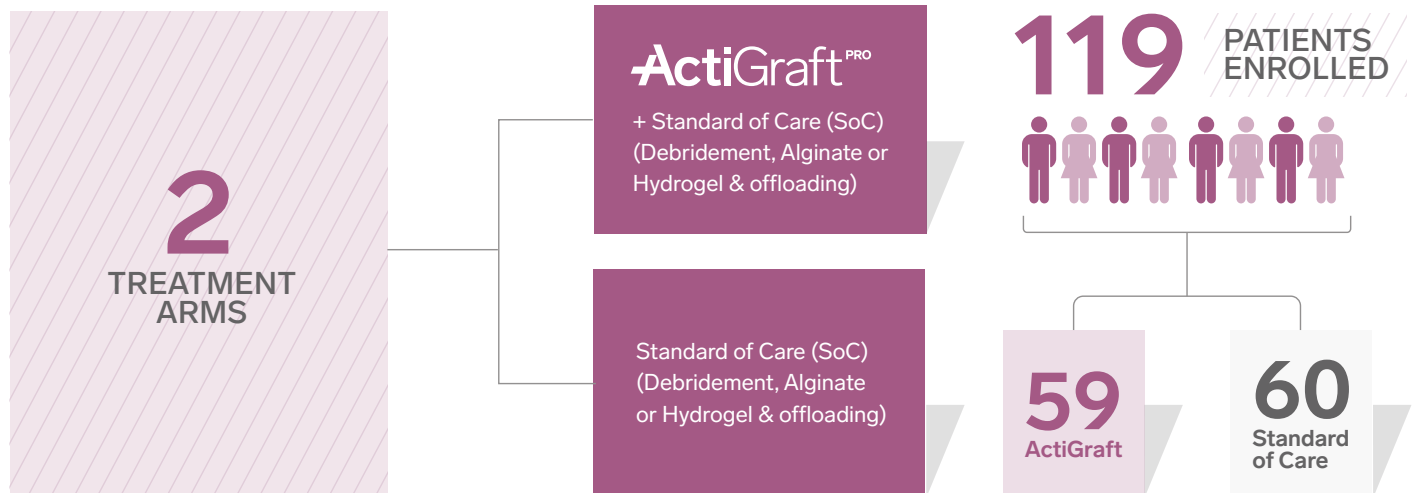 2
TREATMENT
ARMS
ActiGraft PRO
+ Standard of Care (SoC)
(Debridement, Alginate or
Hydrogel & offloading)
Standard of Care (SoC)
(Debridement, Alginate
or Hydrogel & offloading)
119
PATIENTS
ENROLLED
59
ActiGraft
60
Standard
of Care